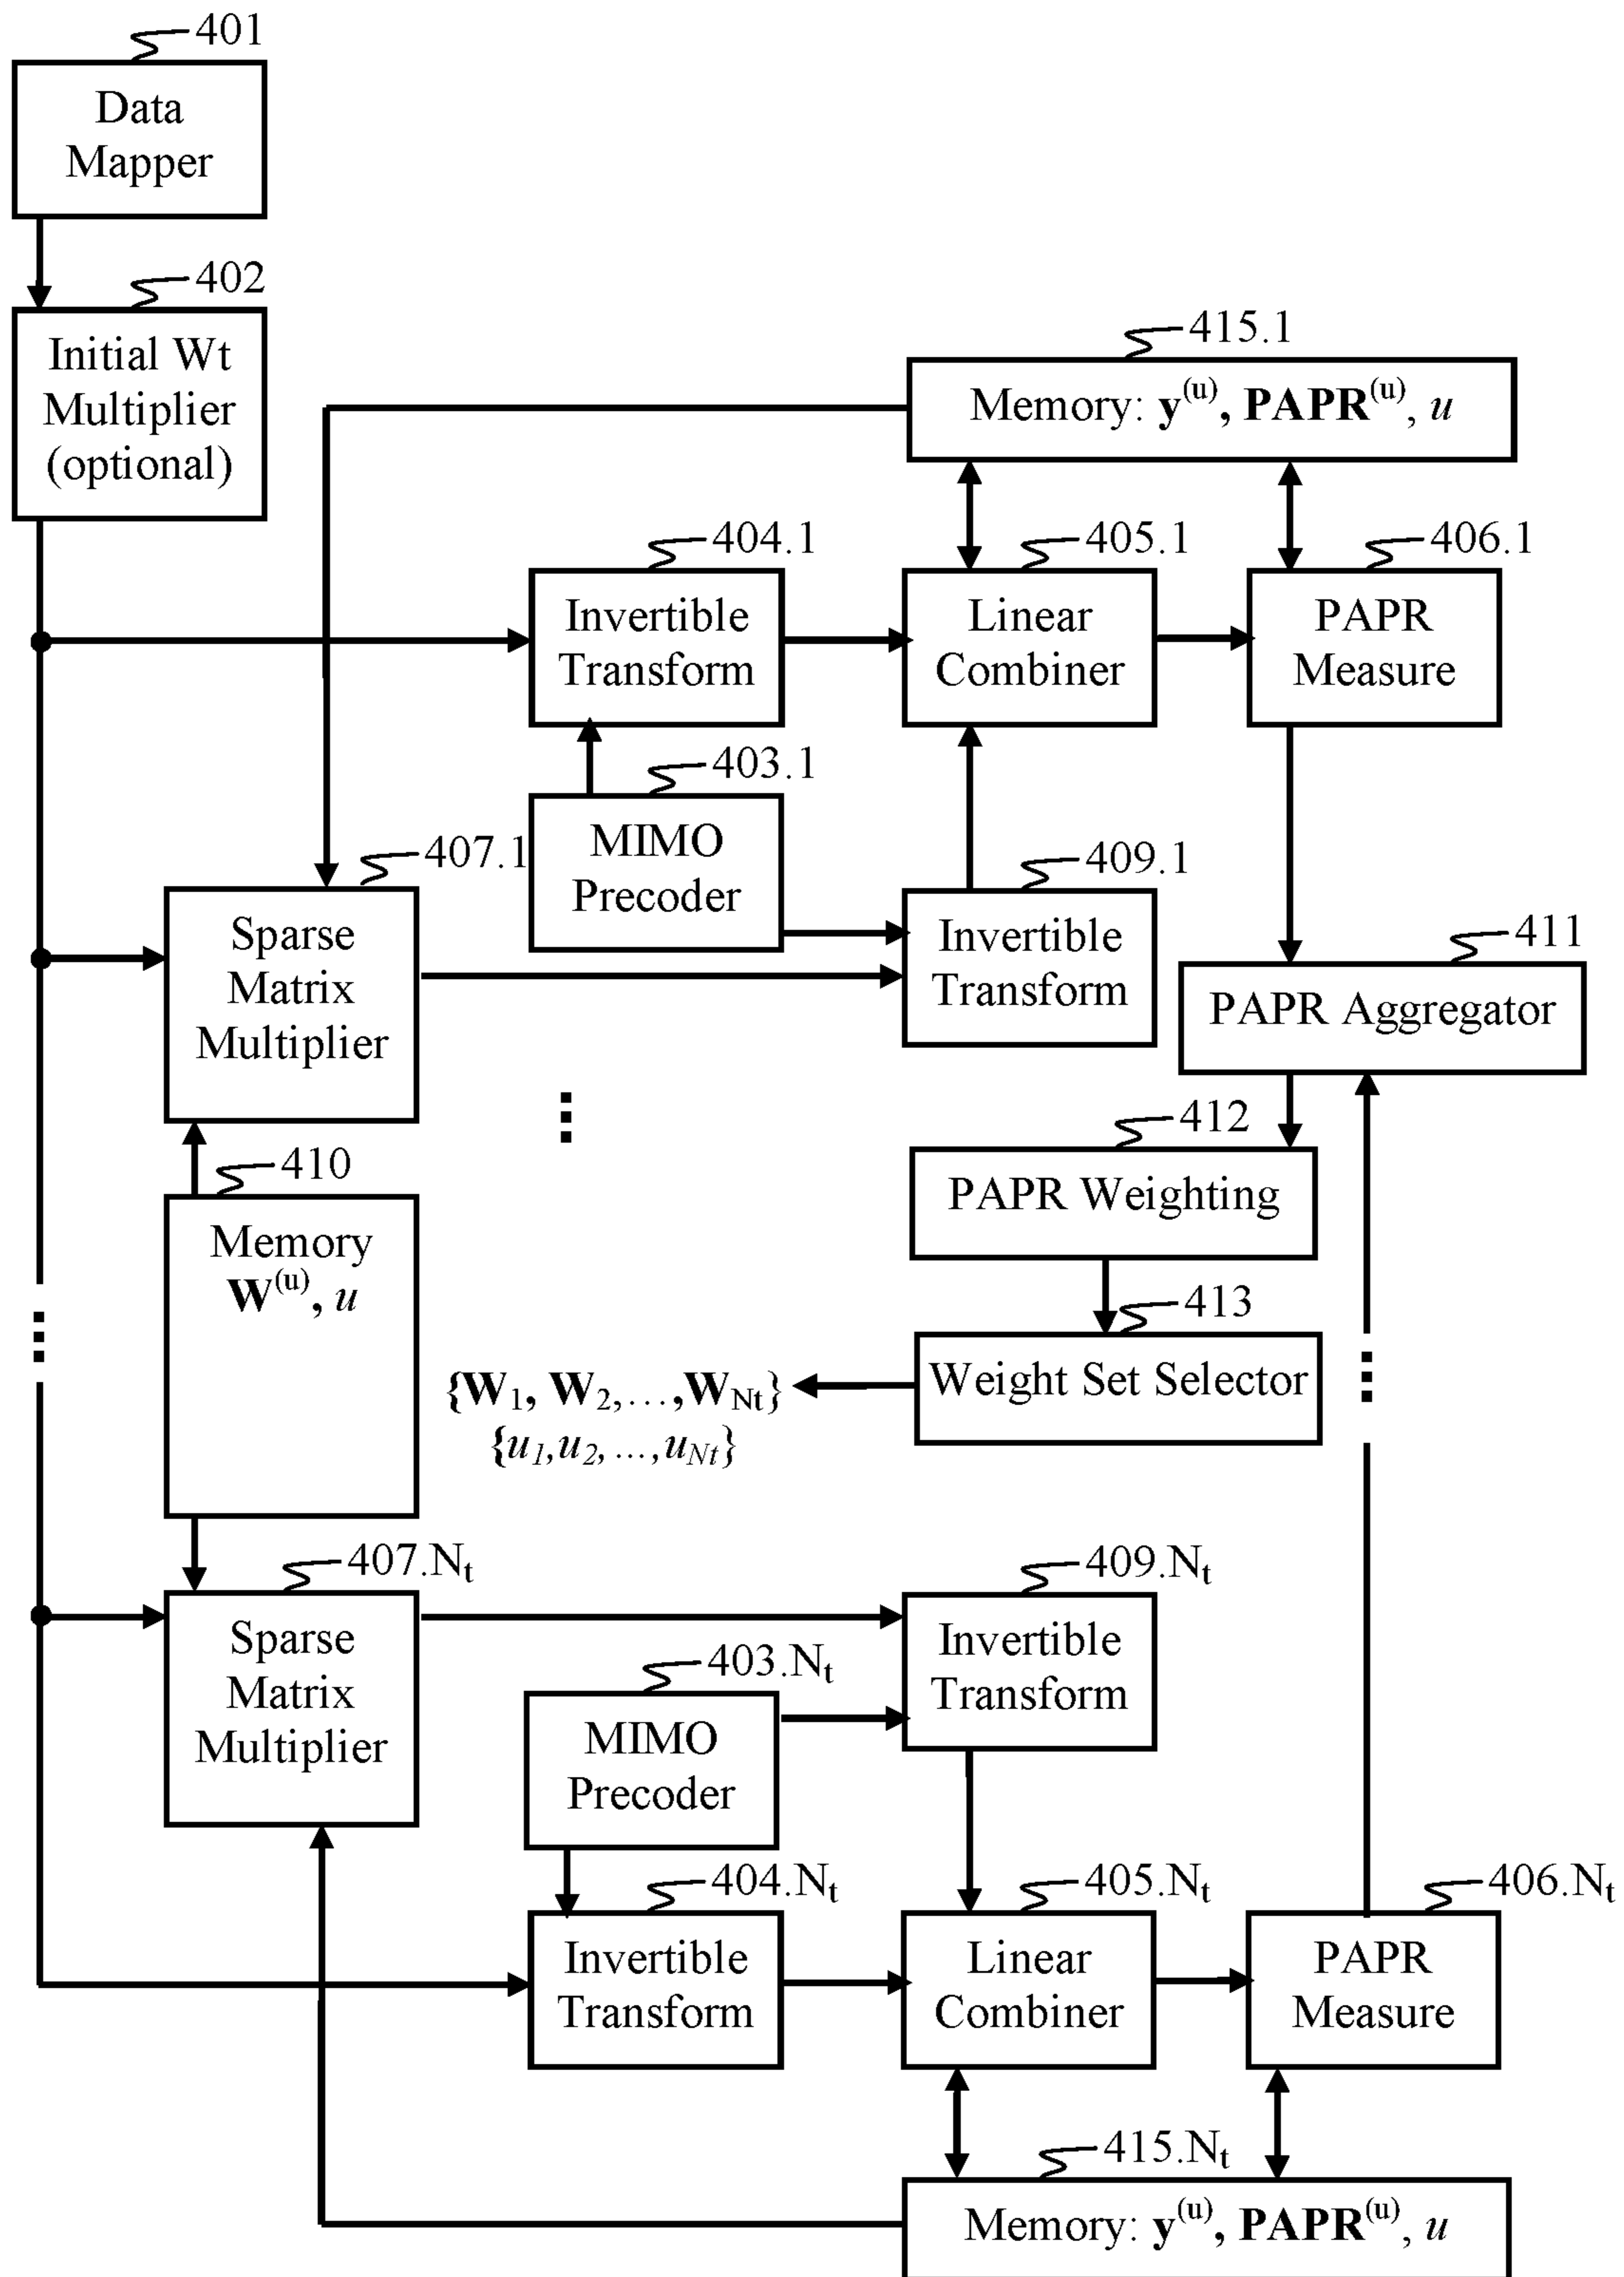 401
Data
Mapper
402
Initial Wt
Multiplier
(optional)
415.1
Memory: y(u), PAPR(u), u
404.1
Invertible
Transform
405.1
Linear
Combiner
406.1
PAPR
Measure
403.1
MIMO
Precoder
407.1
Sparse
Matrix
Multiplier
409.1
Invertible
Transform
411
PAPR Aggregator
412
PAPR Weighting
410
Memory
W(u), u
413
Weight Set Selector
{W1, W2,…,WNt}
{u1,u2, …,uNt}
407.Nt
Sparse
Matrix
Multiplier
409.Nt
Invertible
Transform
403.Nt
MIMO
Precoder
404.Nt
Invertible
Transform
405.Nt
Linear
Combiner
406.Nt
PAPR
Measure
415.Nt
Memory: y(u), PAPR(u), u